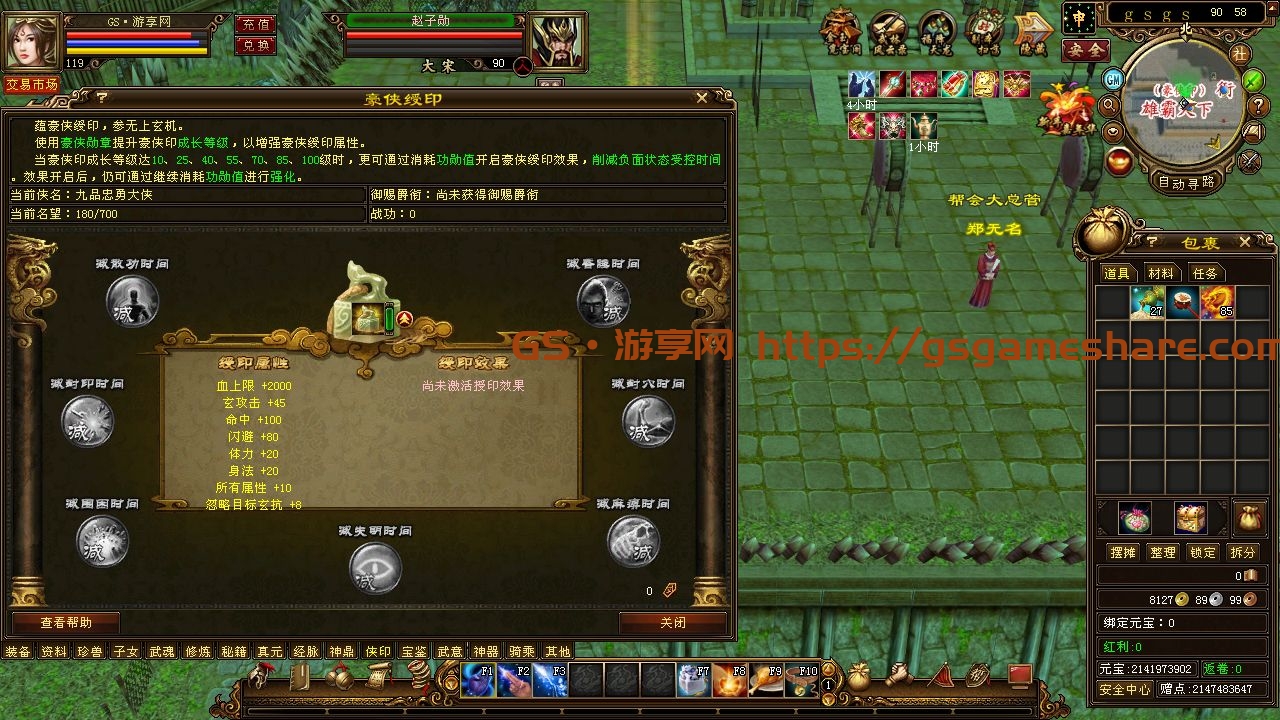 GS·游享网
119
充值
兑换
交易市场
赵子勋
大宋
90
gsgs 90 58
北
申
安全
社
GM
雄霸天下
自动寻路
4小时
1小时
豪侠绶印
蕴豪侠绶印，参无上玄机。
使用豪侠勋章提升豪侠印成长等级，以增强豪侠绶印属性。
当豪侠印成长等级达10、25、40、55、70、85、100级时，更可通过消耗功勋值开启豪侠绶印效果，削减负面状态受控时间
。效果开启后，仍可通过继续消耗功勋值进行强化。
当前侠名：九品忠勇大侠
御赐爵衔：尚未获得御赐爵衔
当前名望：180/700
战功：0
减散功时间
减昏睡时间
减封印时间
减封穴时间
减围困时间
减失明时间
减麻痹时间
绶印属性
绶印效果
血上限 +2000
玄攻击 +45
命中 +100
闪避 +80
体力 +20
身法 +20
所有属性 +10
忽略目标玄抗 +8
尚未激活授印效果
0
查看帮助
关闭
帮会大总管
郑无名
GS·游享网 https://gsgameshare.com
包裹
道具 材料 任务
27
85
摆摊 整理 锁定 拆分
0
8127 89 99
绑定元宝：0
红利:0
元宝:2141973902 返卷:0
安全中心 赠点:2147483647
装备 资料 珍兽 子女 武魂 修炼 秘籍 真元 经脉 神鼎 侠印 宝鉴 武意 神器 骑乘 其他
F1 F2 F3 F7 F8 F9 F10
1